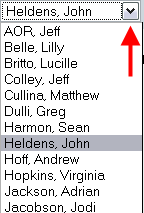 Heldens, John
AOR, Jeff
Belle, Lilly
Britto, Lucille
Colley, Jeff
Cullina, Matthew
Dulli, Greg
Harmon, Sean
Heldens, John
Hoff, Andrew
Hopkins, Virginia
Jackson, Adrian
Jacobson, Jodi